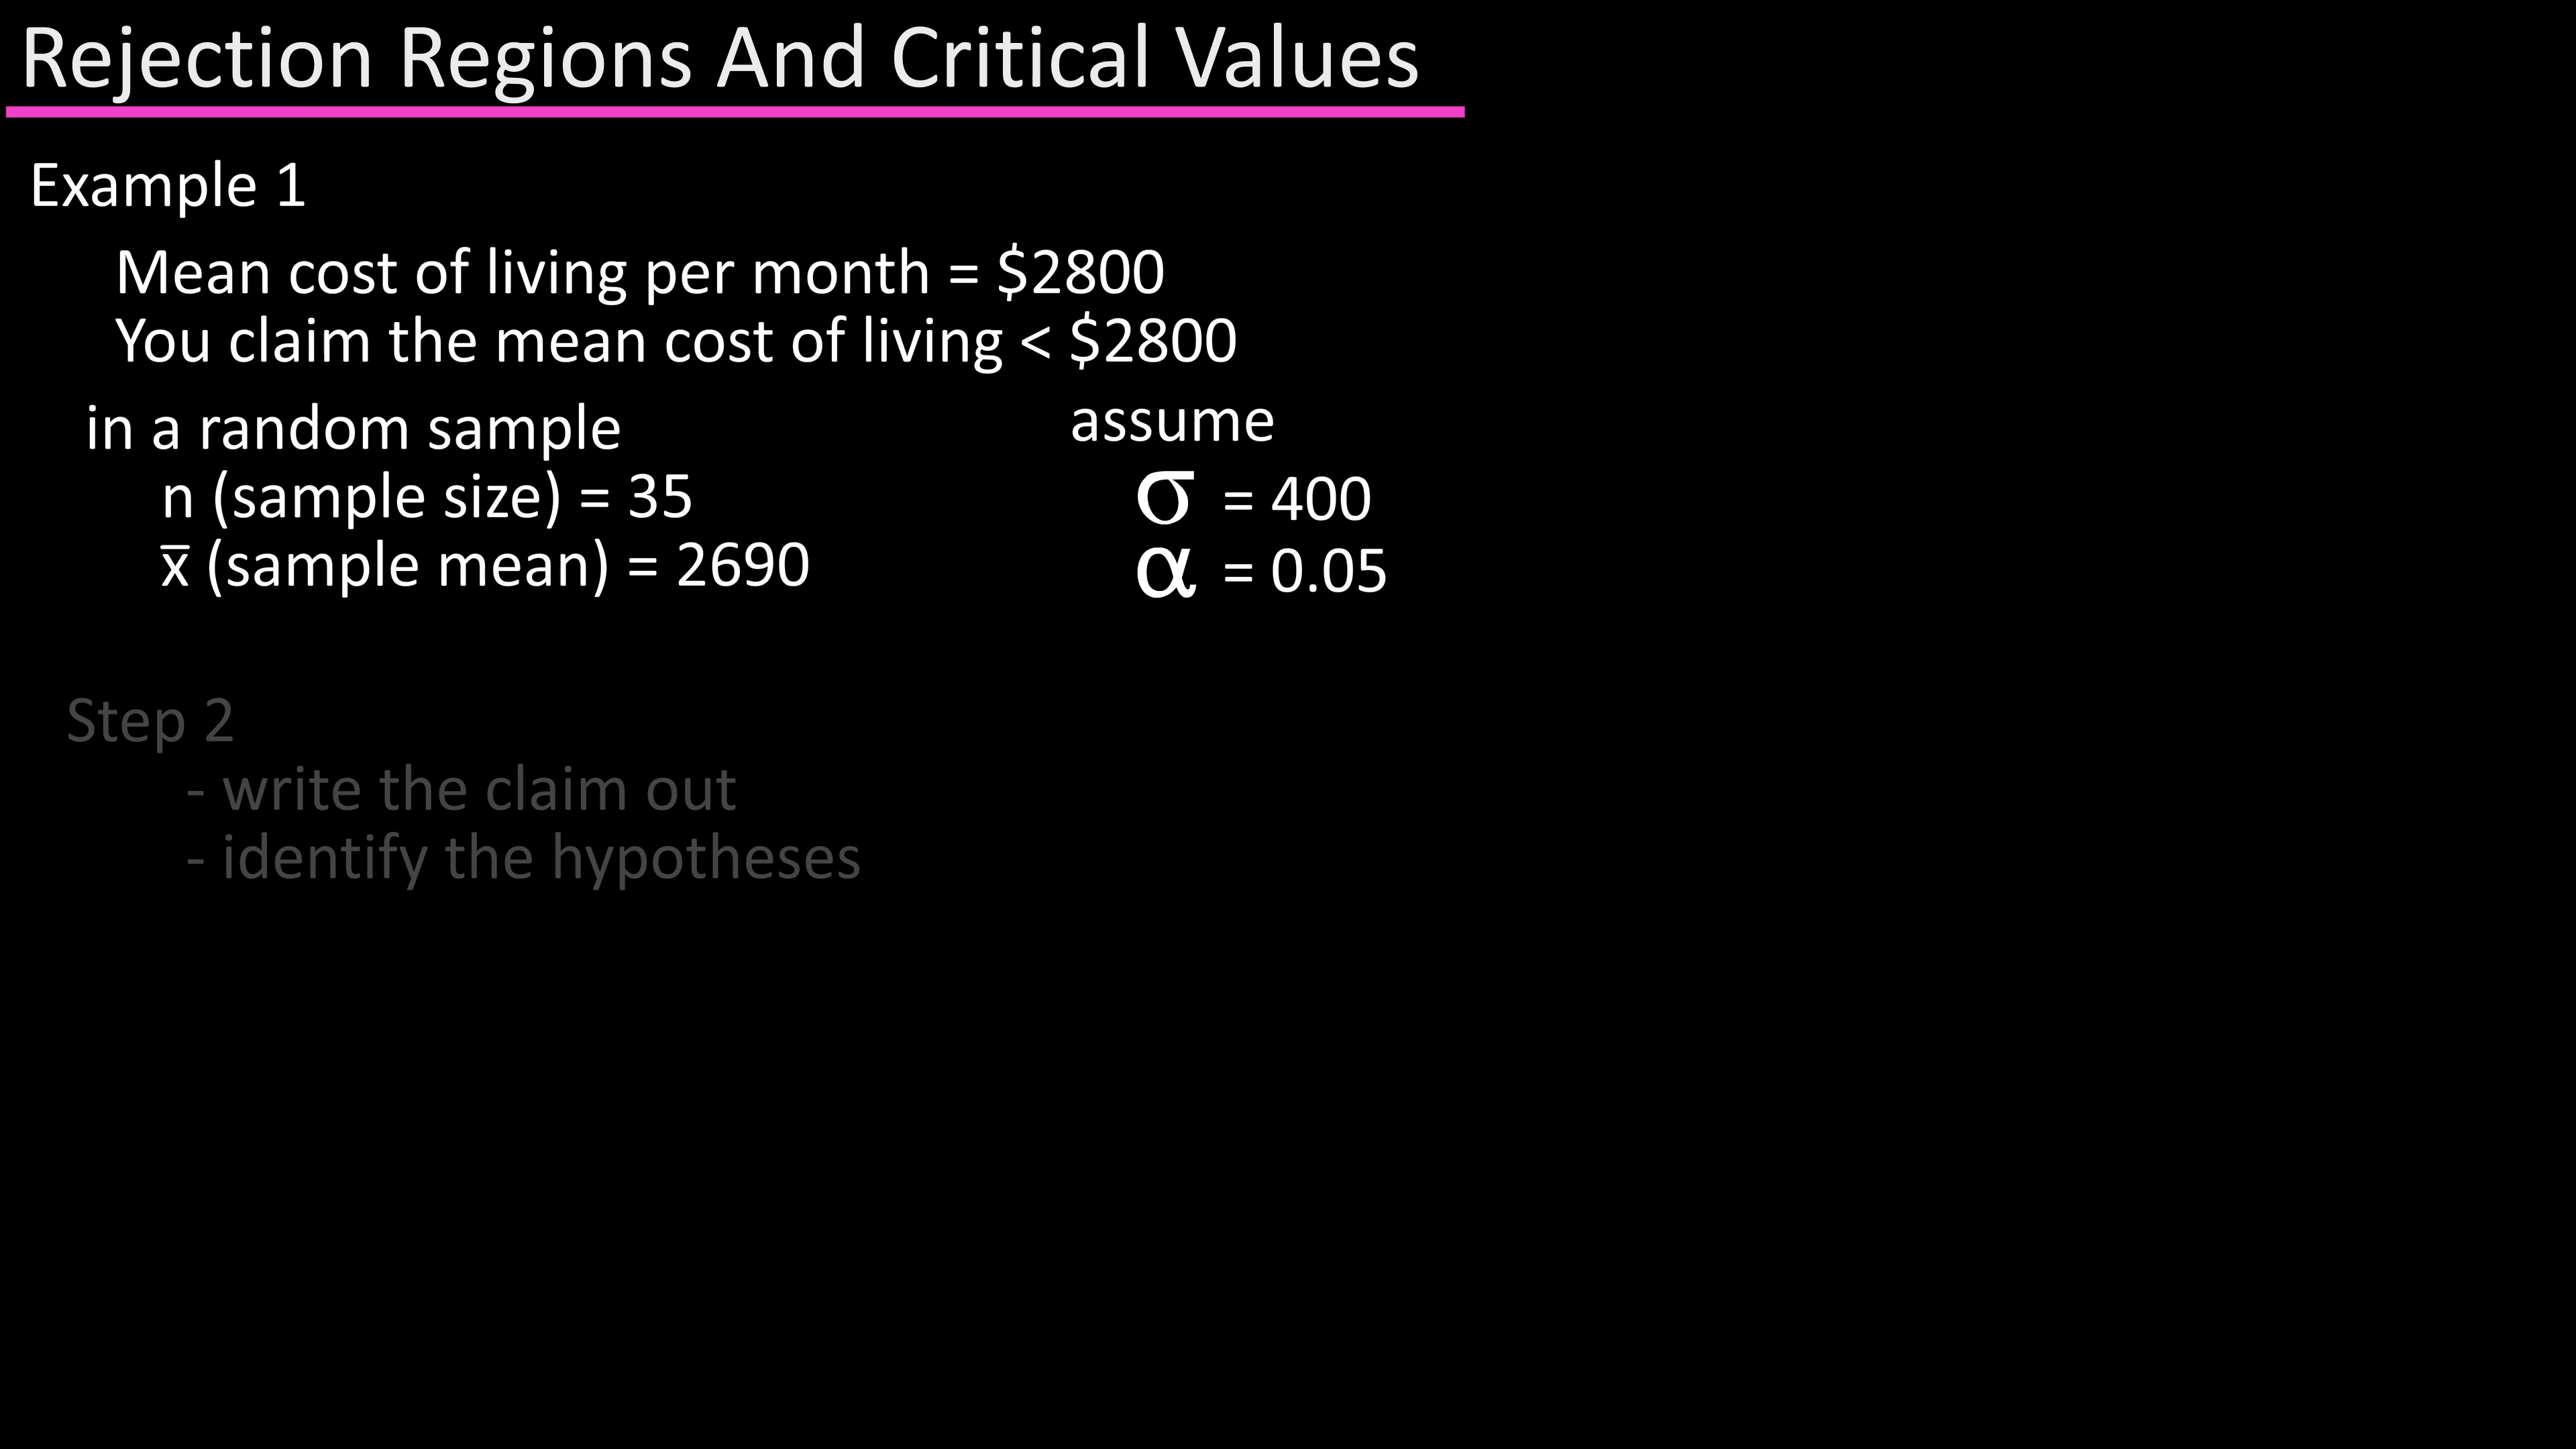 Rejection Regions And Critical Values
Example 1
Mean cost of living per month = $2800
You claim the mean cost of living < $2800
in a random sample
n (sample size) = 35
x̅ (sample mean) = 2690
assume
σ = 400
α = 0.05
Step 2
- write the claim out
- identify the hypotheses